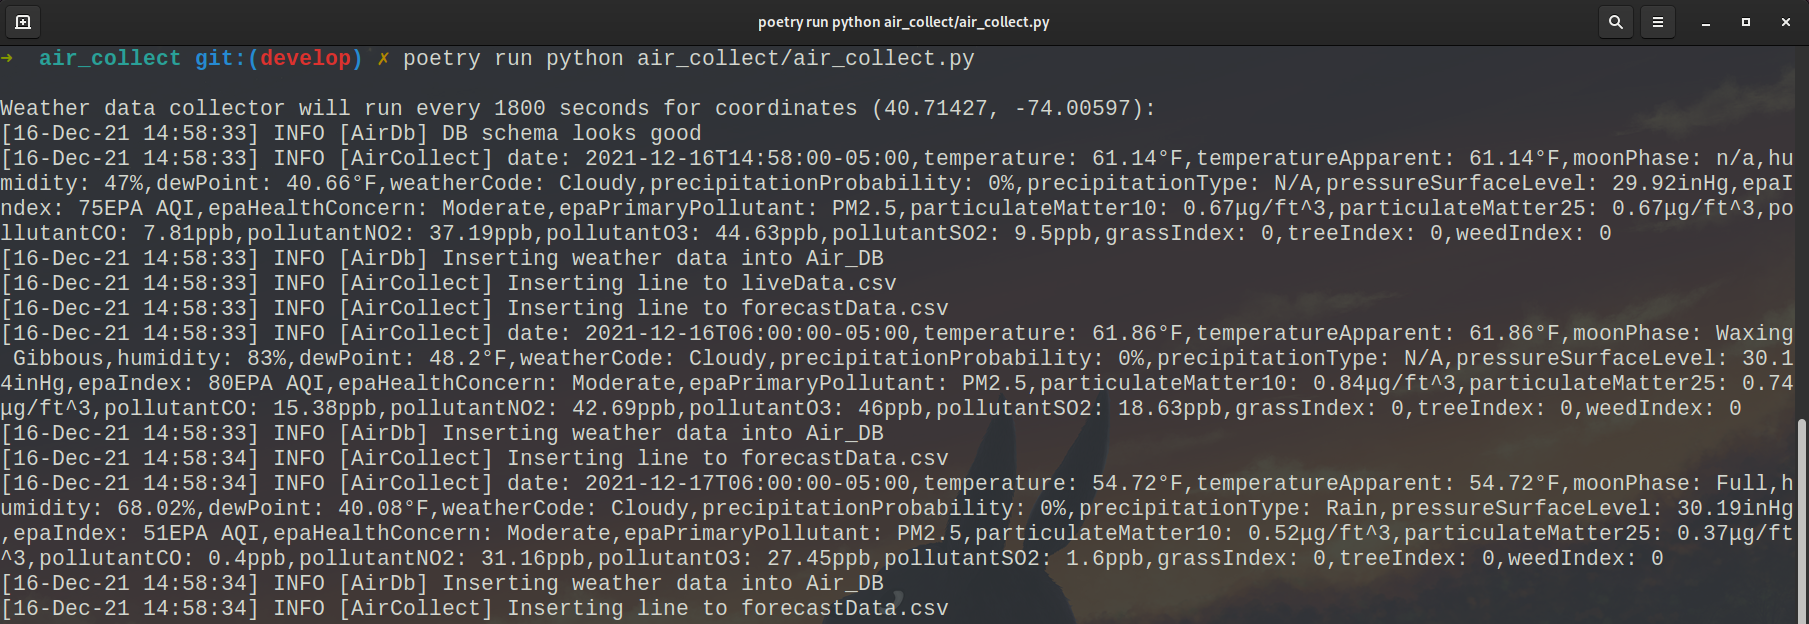 poetry run python air_collect/air_collect.py
➜  air_collect git:(develop) ✗ poetry run python air_collect/air_collect.py
Weather data collector will run every 1800 seconds for coordinates (40.71427, -74.00597):
[16-Dec-21 14:58:33] INFO [AirDb] DB schema looks good
[16-Dec-21 14:58:33] INFO [AirCollect] date: 2021-12-16T14:58:00-05:00,temperature: 61.14°F,temperatureApparent: 61.14°F,moonPhase: n/a,hu
midity: 47%,dewPoint: 40.66°F,weatherCode: Cloudy,precipitationProbability: 0%,precipitationType: N/A,pressureSurfaceLevel: 29.92inHg,epaI
ndex: 75EPA AQI,epaHealthConcern: Moderate,epaPrimaryPollutant: PM2.5,particulateMatter10: 0.67μg/ft^3,particulateMatter25: 0.67μg/ft^3,po
llutantCO: 7.81ppb,pollutantNO2: 37.19ppb,pollutantO3: 44.63ppb,pollutantSO2: 9.5ppb,grassIndex: 0,treeIndex: 0,weedIndex: 0
[16-Dec-21 14:58:33] INFO [AirDb] Inserting weather data into Air_DB
[16-Dec-21 14:58:33] INFO [AirCollect] Inserting line to liveData.csv
[16-Dec-21 14:58:33] INFO [AirCollect] Inserting line to forecastData.csv
[16-Dec-21 14:58:33] INFO [AirCollect] date: 2021-12-16T06:00:00-05:00,temperature: 61.86°F,temperatureApparent: 61.86°F,moonPhase: Waxing
 Gibbous,humidity: 83%,dewPoint: 48.2°F,weatherCode: Cloudy,precipitationProbability: 0%,precipitationType: N/A,pressureSurfaceLevel: 30.1
4inHg,epaIndex: 80EPA AQI,epaHealthConcern: Moderate,epaPrimaryPollutant: PM2.5,particulateMatter10: 0.84μg/ft^3,particulateMatter25: 0.74
μg/ft^3,pollutantCO: 15.38ppb,pollutantNO2: 42.69ppb,pollutantO3: 46ppb,pollutantSO2: 18.63ppb,grassIndex: 0,treeIndex: 0,weedIndex: 0
[16-Dec-21 14:58:33] INFO [AirDb] Inserting weather data into Air_DB
[16-Dec-21 14:58:34] INFO [AirCollect] Inserting line to forecastData.csv
[16-Dec-21 14:58:34] INFO [AirCollect] date: 2021-12-17T06:00:00-05:00,temperature: 54.72°F,temperatureApparent: 54.72°F,moonPhase: Full,h
umidity: 68.02%,dewPoint: 40.08°F,weatherCode: Cloudy,precipitationProbability: 0%,precipitationType: Rain,pressureSurfaceLevel: 30.19inHg
,epaIndex: 51EPA AQI,epaHealthConcern: Moderate,epaPrimaryPollutant: PM2.5,particulateMatter10: 0.52μg/ft^3,particulateMatter25: 0.37μg/ft
^3,pollutantCO: 0.4ppb,pollutantNO2: 31.16ppb,pollutantO3: 27.45ppb,pollutantSO2: 1.6ppb,grassIndex: 0,treeIndex: 0,weedIndex: 0
[16-Dec-21 14:58:34] INFO [AirDb] Inserting weather data into Air_DB
[16-Dec-21 14:58:34] INFO [AirCollect] Inserting line to forecastData.csv